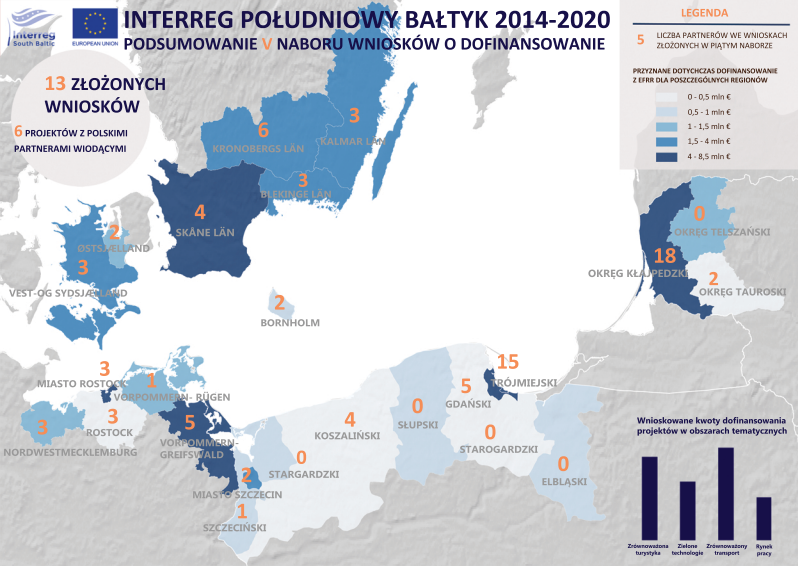 Interreg
South Baltic
EUROPEAN UNION
INTERREG POŁUDNIOWY BAŁTYK 2014-2020
PODSUMOWANIE V NABORU WNIOSKÓW O DOFINANSOWANIE
13 ZŁOŻONYCH
WNIOSKÓW
6 PROJEKTÓW Z POLSKIMI
PARTNERAMI WIODĄCYMI
LEGENDA
5 LICZBA PARTNERÓW WE WNIOSKACH
ZŁOŻONYCH W PIĄTYM NABORZE
PRZYZNANE DOTYCHCZAS DOFINANSOWANIE
Z EFRR DLA POSZCZEGÓLNYCH REGIONÓW
0 - 0,5 mln €
0,5 - 1 mln €
1 - 1,5 mln €
1,5 - 4 mln €
4 - 8,5 mln €
6
KRONOBERGS LÄN
3
KALMAR LÄN
3
BLEKINGE LÄN
4
SKÅNE LÄN
2
ØSTSJÆLLAND
3
VEST-OG SYDSJÆLLAND
2
BORNHOLM
0
OKRĘG TELSZAŃSKI
18
OKRĘG KŁAJPEDZKI
2
OKRĘG TAUROSKI
3
MIASTO ROSTOCK
1
VORPOMMERN- RÜGEN
3
NORDWESTMECKLEMBURG
3
ROSTOCK
5
VORPOMMERN-
GREIFSWALD
2
MIASTO SZCZECIN
1
SZCZECIŃSKI
0
STARGARDZKI
4
KOSZALIŃSKI
0
SŁUPSKI
5
GDAŃSKI
15
TRÓJMIEJSKI
0
STAROGARDZKI
0
ELBLĄSKI
Wnioskowane kwoty dofinansowania
projektów w obszarach tematycznych
Zrównoważona
turystyka
Zielone
technologie
Zrównoważony
transport
Rynek
pracy